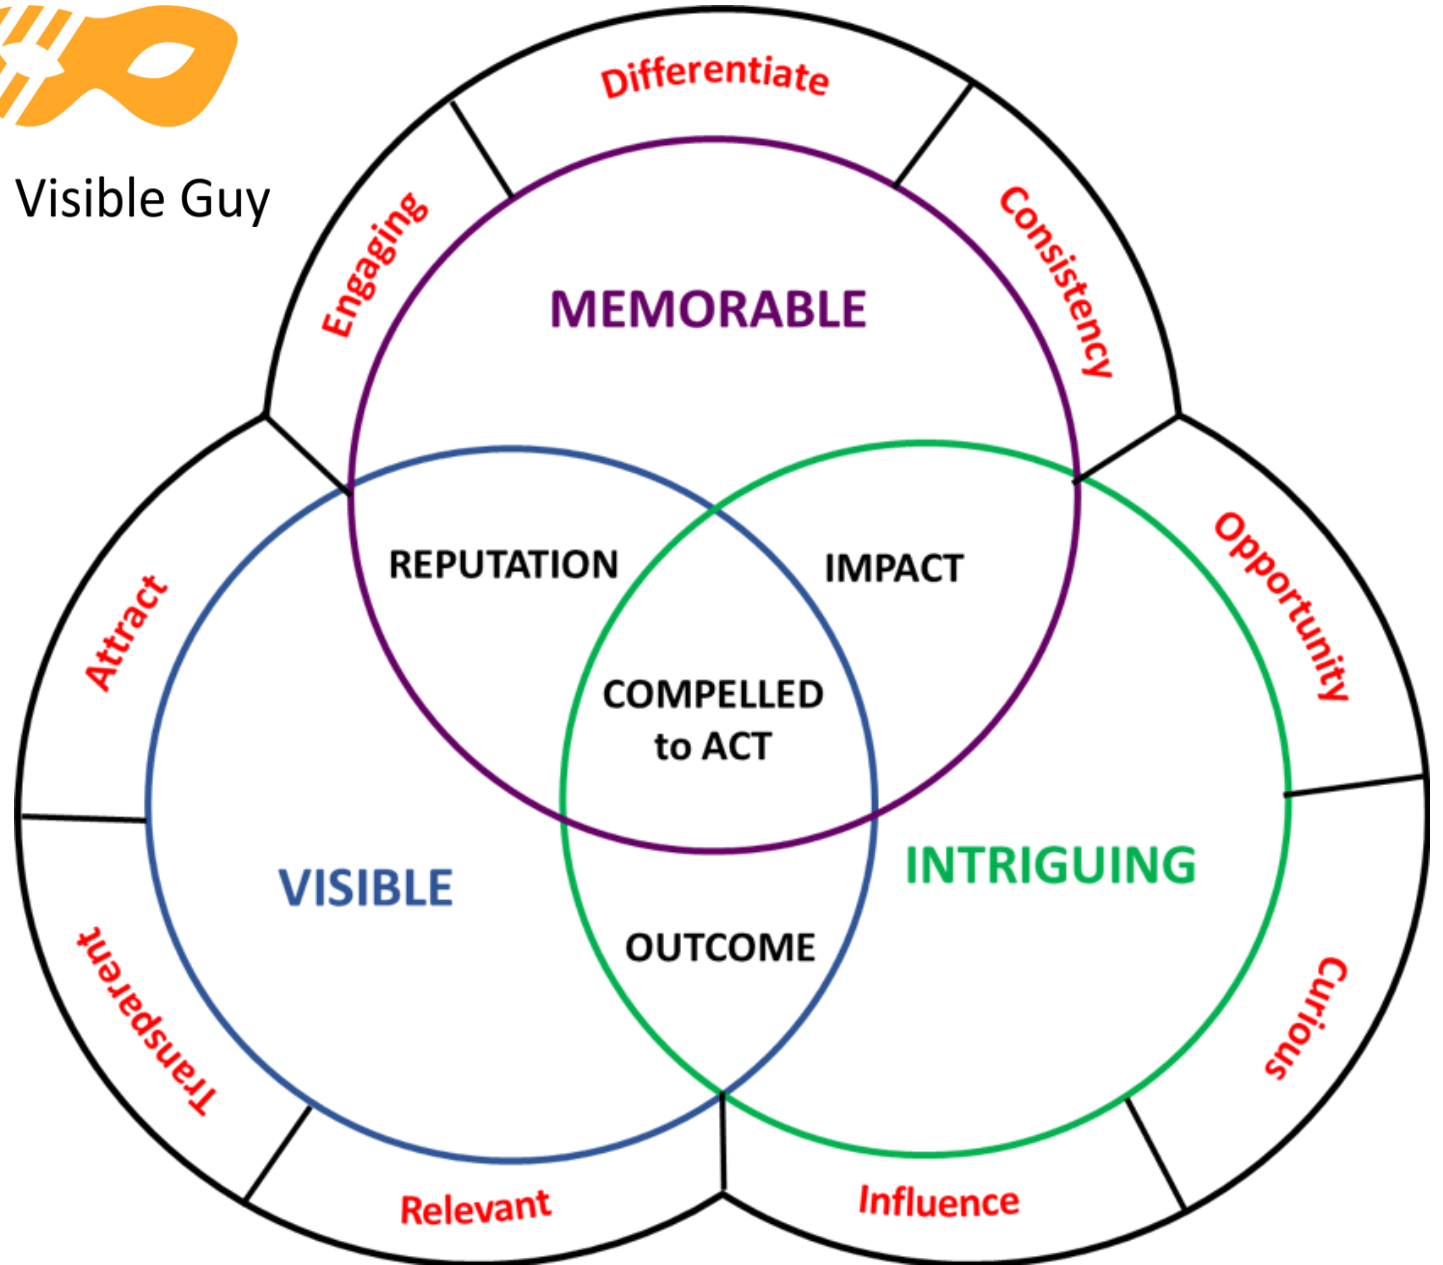 Visible Guy
Differentiate
Engaging
Consistency
MEMORABLE
REPUTATION
IMPACT
Attract
Opportunity
COMPELLED
to ACT
VISIBLE
INTRIGUING
OUTCOME
Transparent
Curious
Relevant
Influence